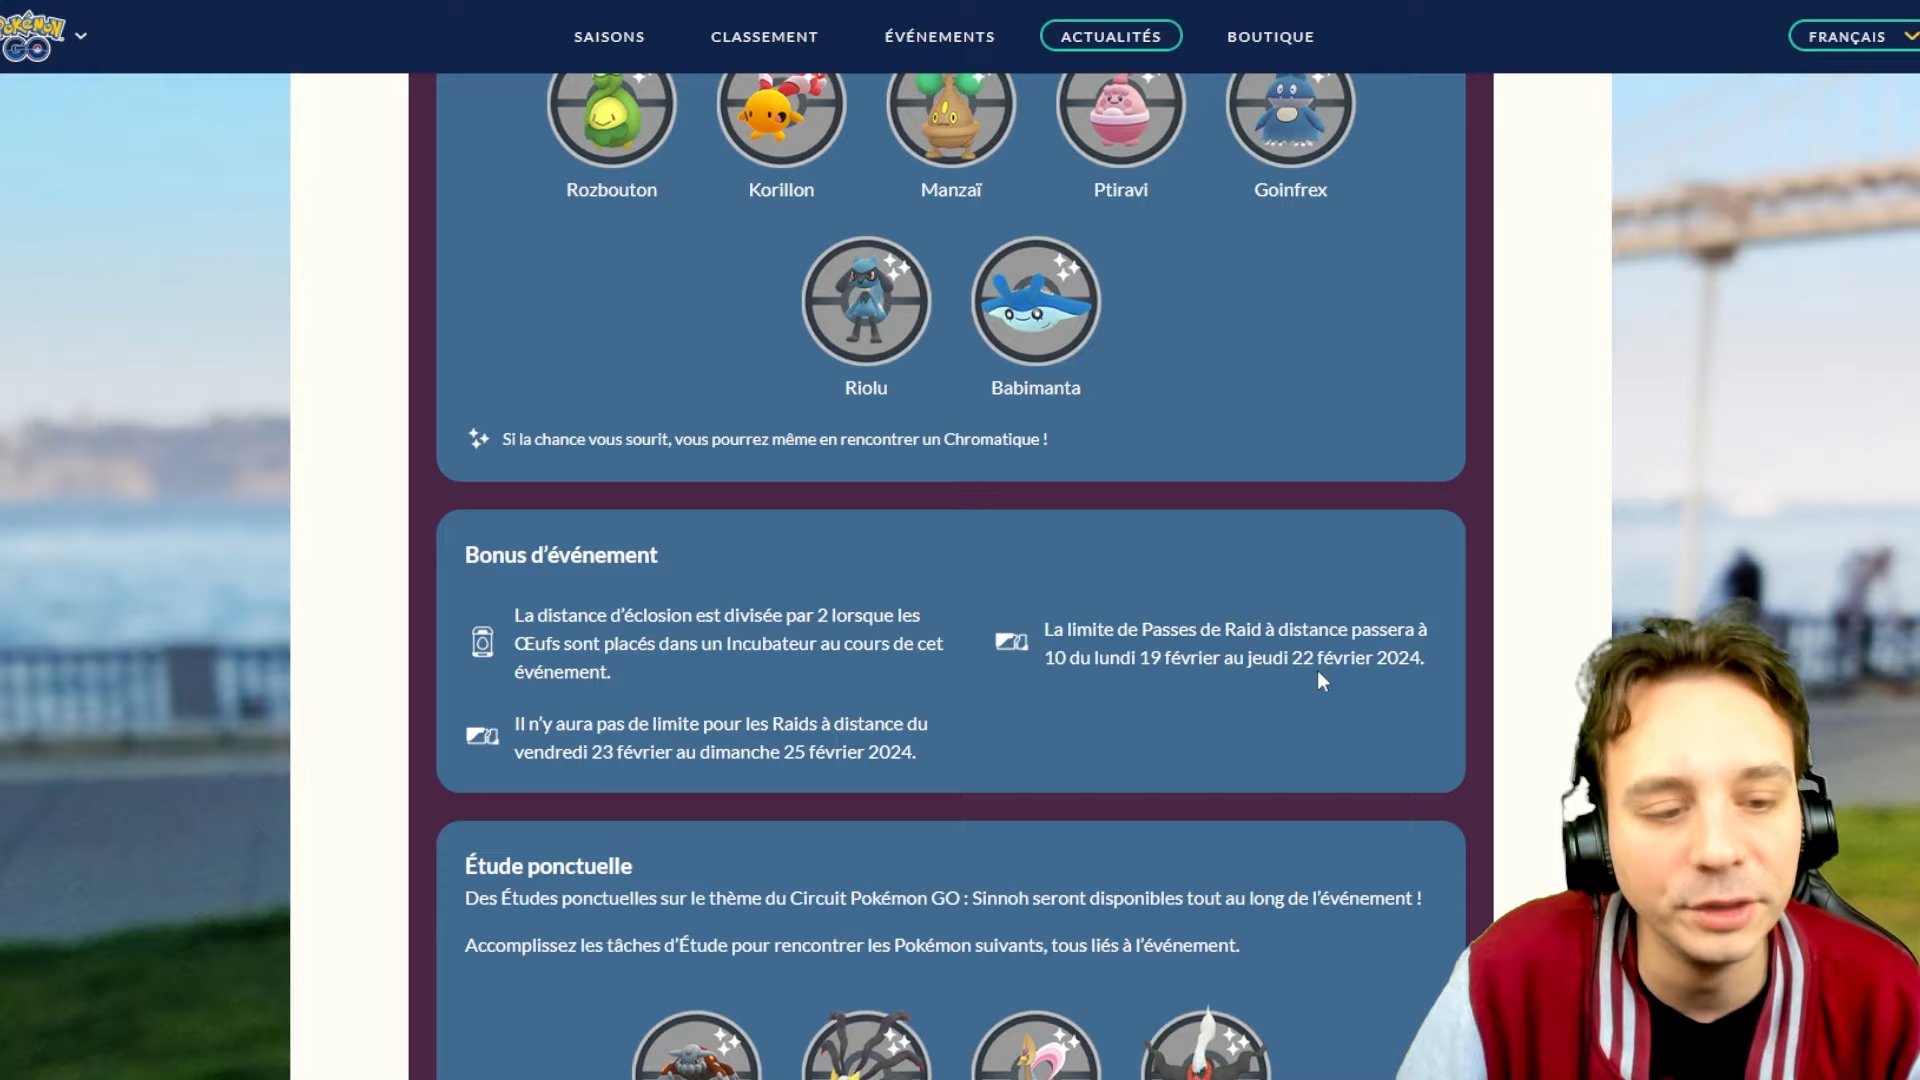 Pokémon GO
SAISONS CLASSEMENT ÉVÉNEMENTS ACTUALITÉS BOUTIQUE FRANÇAIS
Rozbouton Korillon Manzaï Ptiravi Goinfrex
Riolu Babimanta
Si la chance vous sourit, vous pourrez même en rencontrer un Chromatique !
Bonus d’événement
La distance d’éclosion est divisée par 2 lorsque les
Œufs sont placés dans un Incubateur au cours de cet
événement.
La limite de Passes de Raid à distance passera à
10 du lundi 19 février au jeudi 22 février 2024.
Il n’y aura pas de limite pour les Raids à distance du
vendredi 23 février au dimanche 25 février 2024.
Étude ponctuelle
Des Études ponctuelles sur le thème du Circuit Pokémon GO : Sinnoh seront disponibles tout au long de l’événement !
Accomplissez les tâches d’Étude pour rencontrer les Pokémon suivants, tous liés à l’événement.